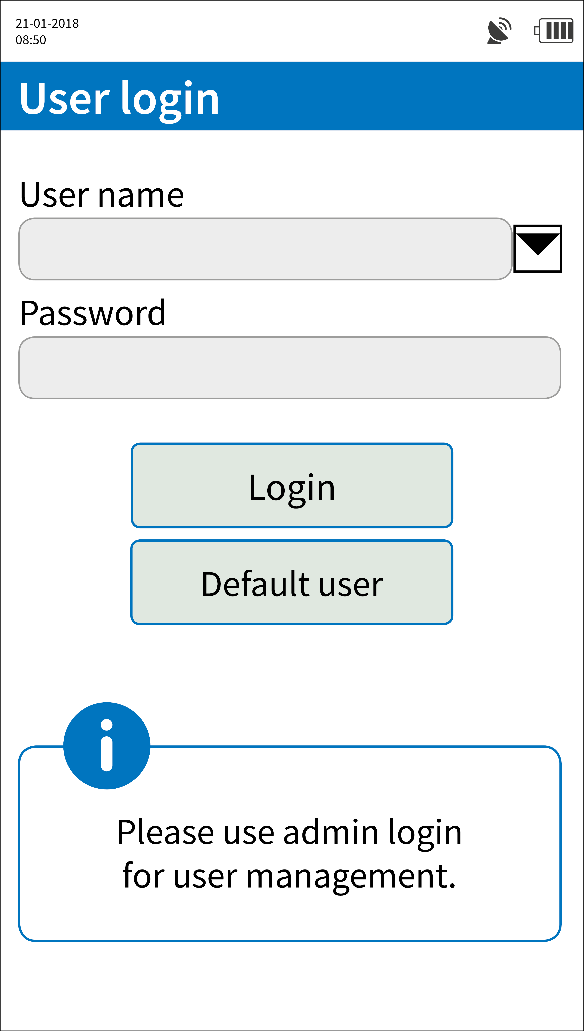 21-01-2018
08:50
User login
User name
Password
Login
Default user
Please use admin login
for user management.